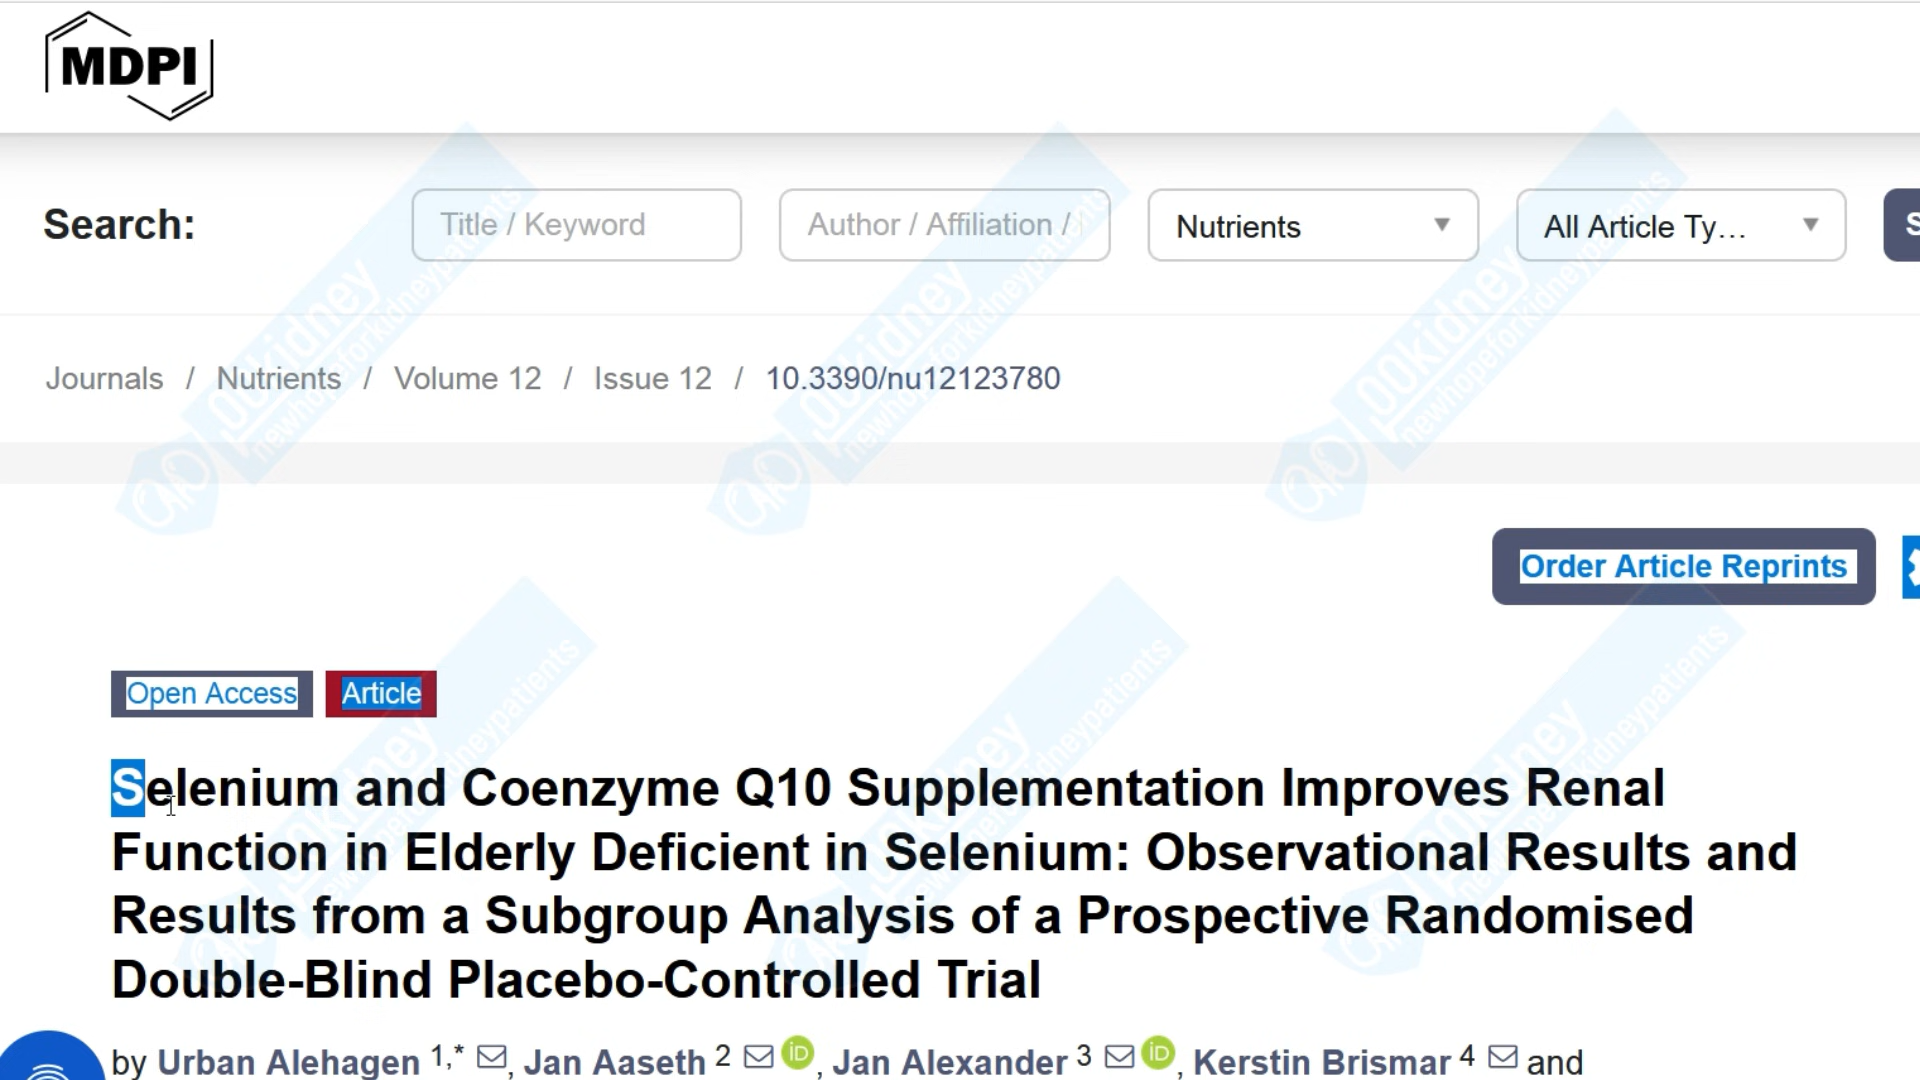 MDPI
Search:
Title / Keyword
Author / Affiliation /
Nutrients
All Article Ty...
S
Journals / Nutrients / Volume 12 / Issue 12 / 10.3390/nu12123780
Order Article Reprints
Open Access
Article
Selenium and Coenzyme Q10 Supplementation Improves Renal
Function in Elderly Deficient in Selenium: Observational Results and
Results from a Subgroup Analysis of a Prospective Randomised
Double-Blind Placebo-Controlled Trial
by Urban Alehagen 1,* , Jan Aaseth 2 iD , Jan Alexander 3 iD , Kerstin Brismar 4 and